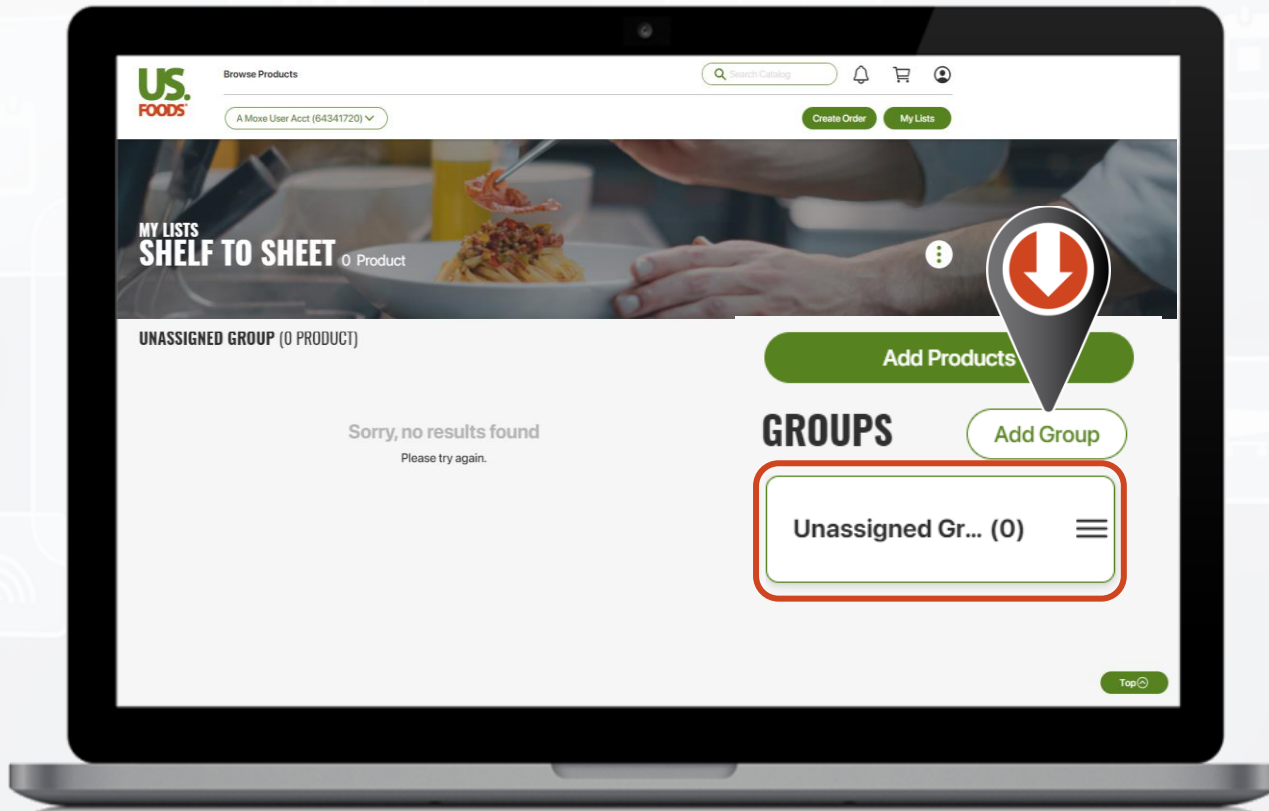 US.
FOODS®
Browse Products
Search Catalog
A Moxe User Acct (64341720)
Create Order
My Lists
MY LISTS
SHELF TO SHEET 0 Product
UNASSIGNED GROUP (0 PRODUCT)
Sorry, no results found
Please try again.
Add Products
GROUPS
Add Group
Unassigned Gr... (0)
Top